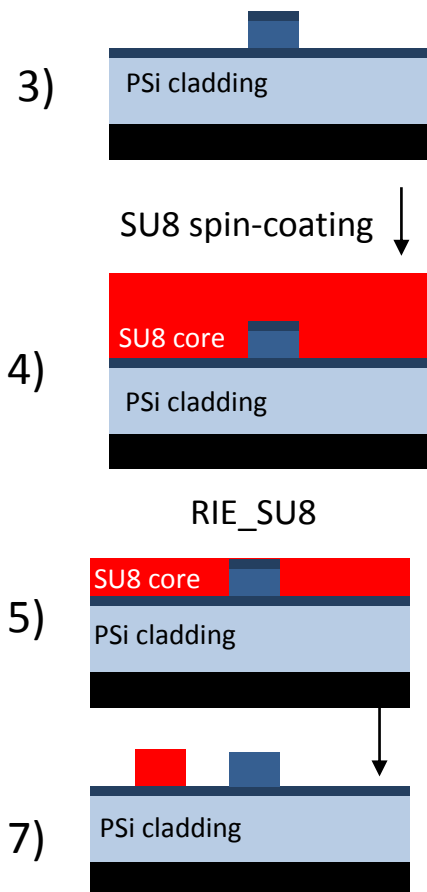 3)
PSi cladding
SU8 spin-coating
SU8 core
4)
PSi cladding
RIE_SU8
SU8 core
5)
PSi cladding
7)
PSi cladding